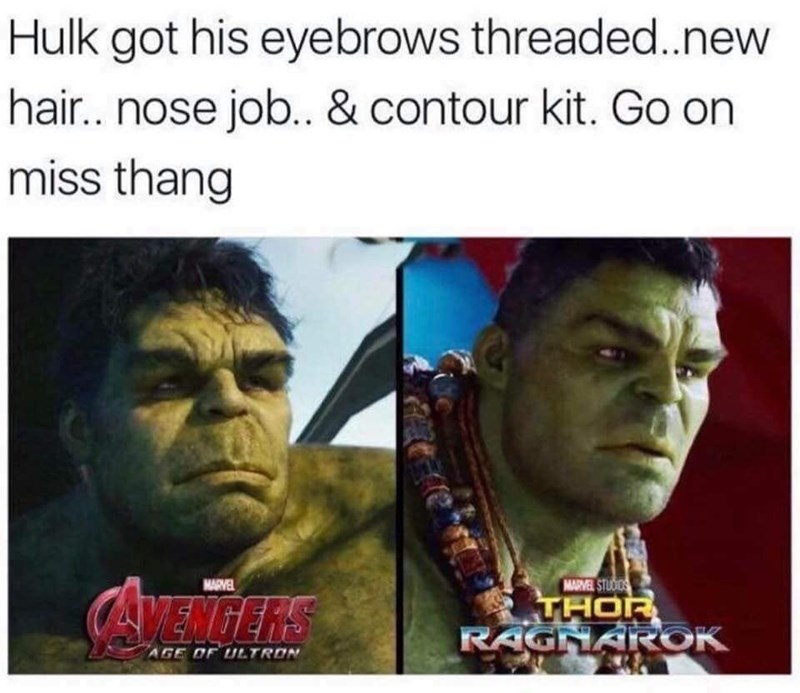 Hulk got his eyebrows threaded..new
hair.. nose job.. & contour kit. Go on
miss thang
MARVEL
AVENGERS
AGE OF ULTRON
MARVEL STUDIOS
THOR
RAGNAROK